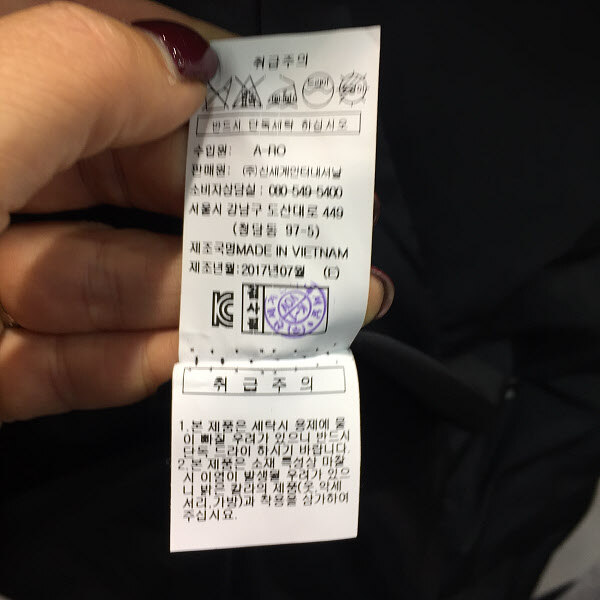 취급주의
드라이
반드시 단독세탁 하십시오
수입원: A-RO
판매원: (주)신세계인터내셔날
소비자상담실: 080-549-5400
서울시 강남구 도산대로 449
(청담동 97-5)
제조국명MADE IN VIETNAM
제조년월:2017년07월 (E)
검사필
취급주의
1.본 제품은 세탁시 용제에 물
이 빠질 우려가 있으니 반드시
단독 드라이 하시기 바랍니다.
2.본 제품은 소재 특성상 마찰
시 이염이 발생될 우려가 있으
니 밝은 칼라의 제품(옷,악세
서리,가방)과 착용을 삼가하여
주십시요.